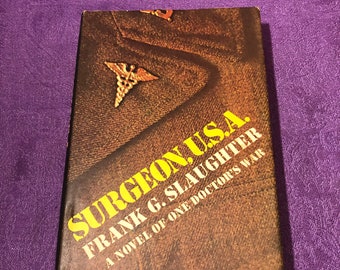 SURGEON, U.S.A.
FRANK G. SLAUGHTER
A NOVEL OF ONE DOCTOR'S WAR